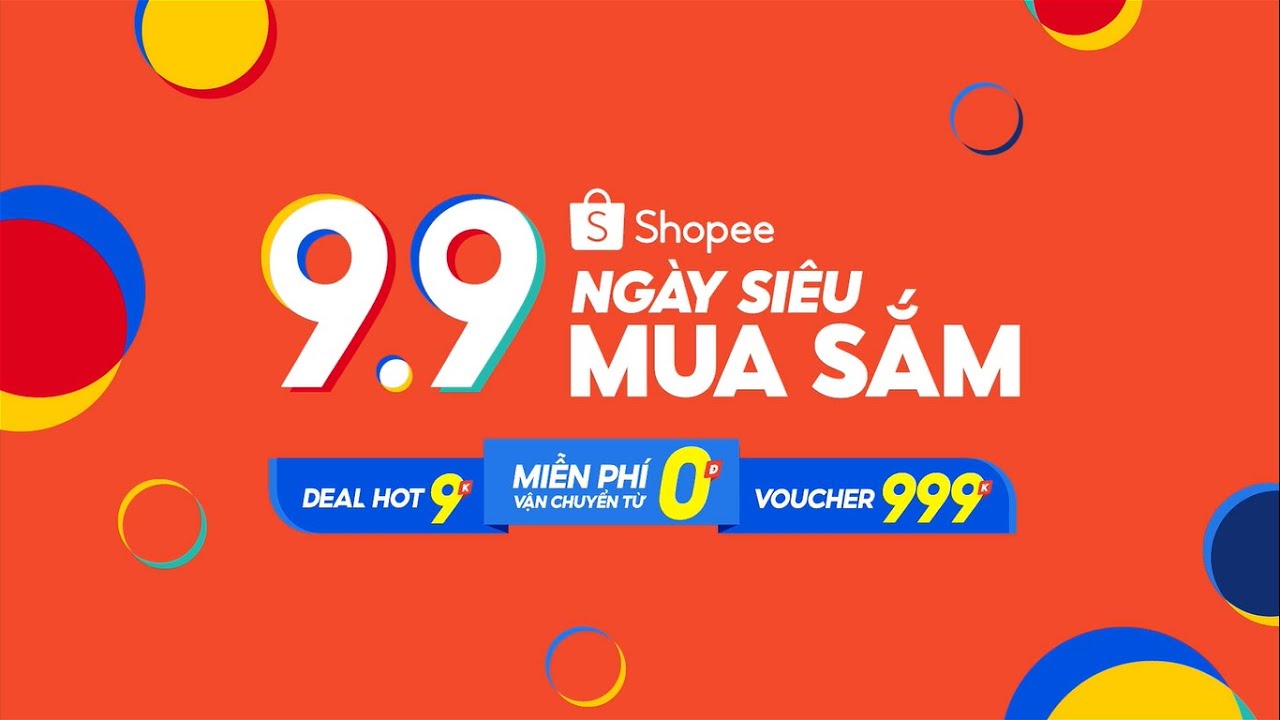 9.9
S Shopee
NGÀY SIÊU
MUA SẮM
DEAL HOT 9K
MIỄN PHÍ
VẬN CHUYỂN TỪ 0Đ
VOUCHER 999K